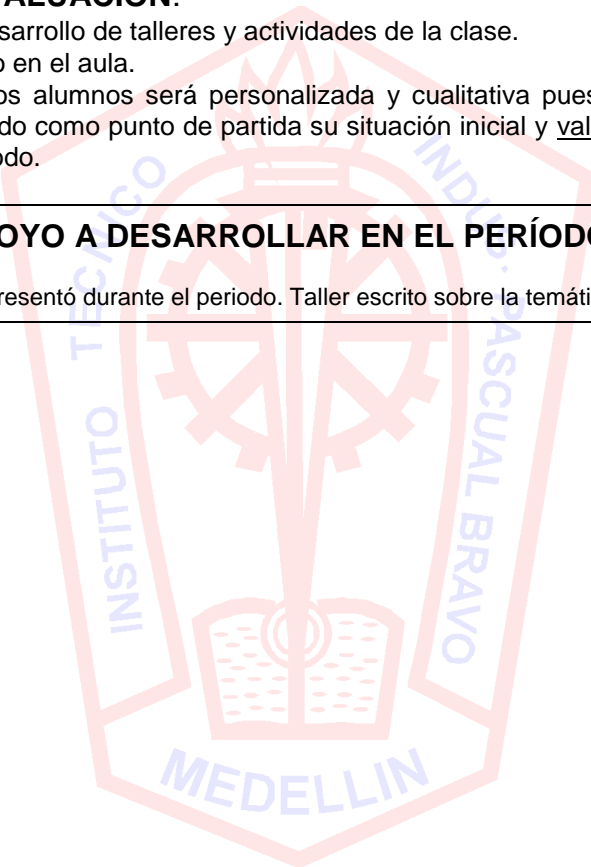 ALUACIÓN:
sarrollo de talleres y actividades de la clase.
o en el aula.
os alumnos será personalizada y cualitativa pues
do como punto de partida su situación inicial y val
odo.
OYO A DESARROLLAR EN EL PERÍODO
resentó durante el periodo. Taller escrito sobre la temáti
INSTITUTO TECNICO
INDUS. PASCUAL BRAVO
MEDELLIN